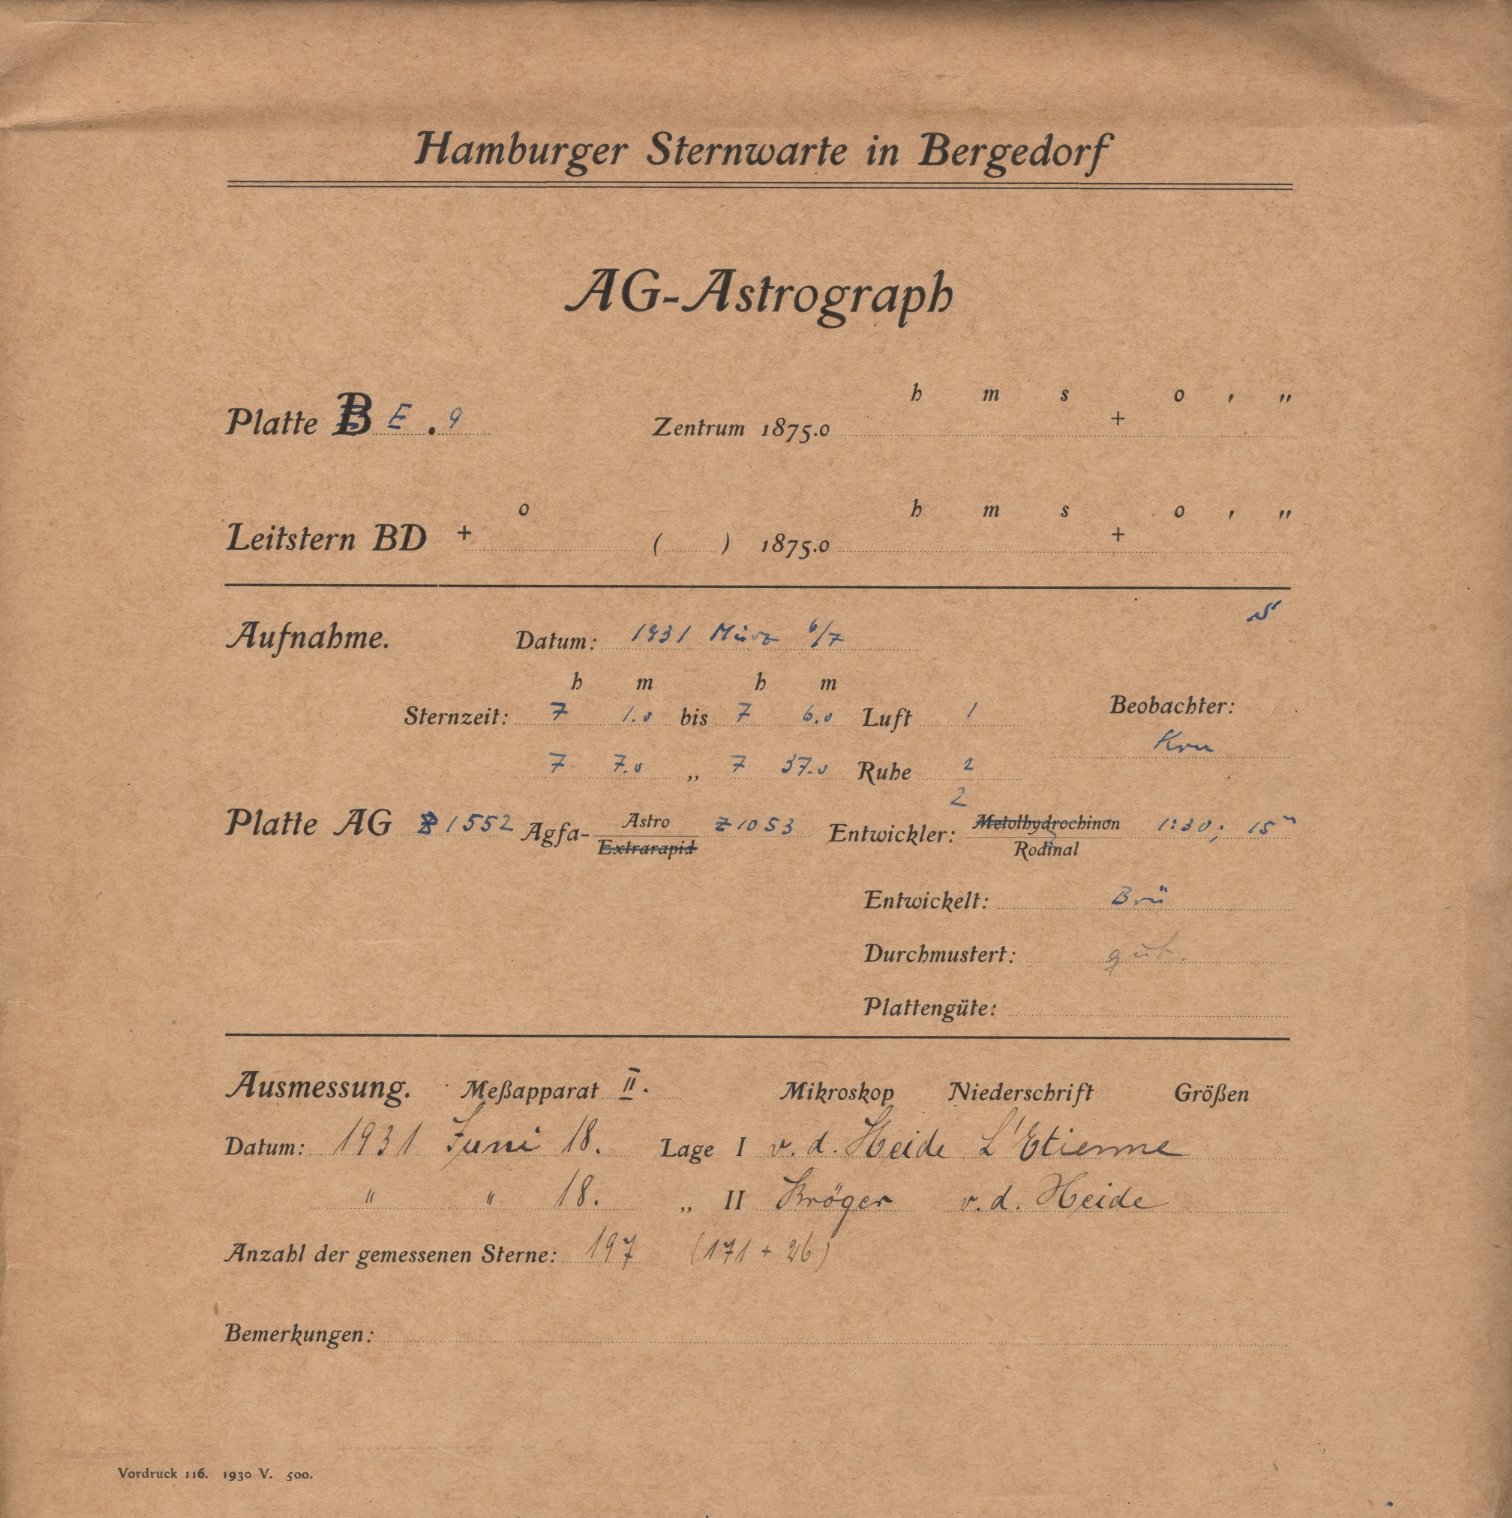 Hamburger Sternwarte in Bergedorf
AG-Astrograph
h m s o ' "
Platte B E . 9 Zentrum 1875.0 +
o h m s o ' "
Leitstern BD + ( ) 1875.0 +
Aufnahme. Datum: 1931 März 6/7
h m h m
Sternzeit: 7 1.0 bis 7 6.0 Luft 1 Beobachter:
Kru
7 7.0 „ 7 37.0 Ruhe 2
2
Platte AG 1552 Agfa- Astro Z1053 Entwickler: Metolhydrochinon 1:30; 15m
Extrarapid Rodinal
Entwickelt: Brü
Durchmustert: gut.
Plattengüte:
Ausmessung. Meßapparat II. Mikroskop Niederschrift Größen
Datum: 1931 Juni 18. Lage I v. d. Heide L'Etienne
" " 18. „ II Kröger v. d. Heide
Anzahl der gemessenen Sterne: 197 (171 + 26)
Bemerkungen:
Vordruck 116. 1930 V. 500.